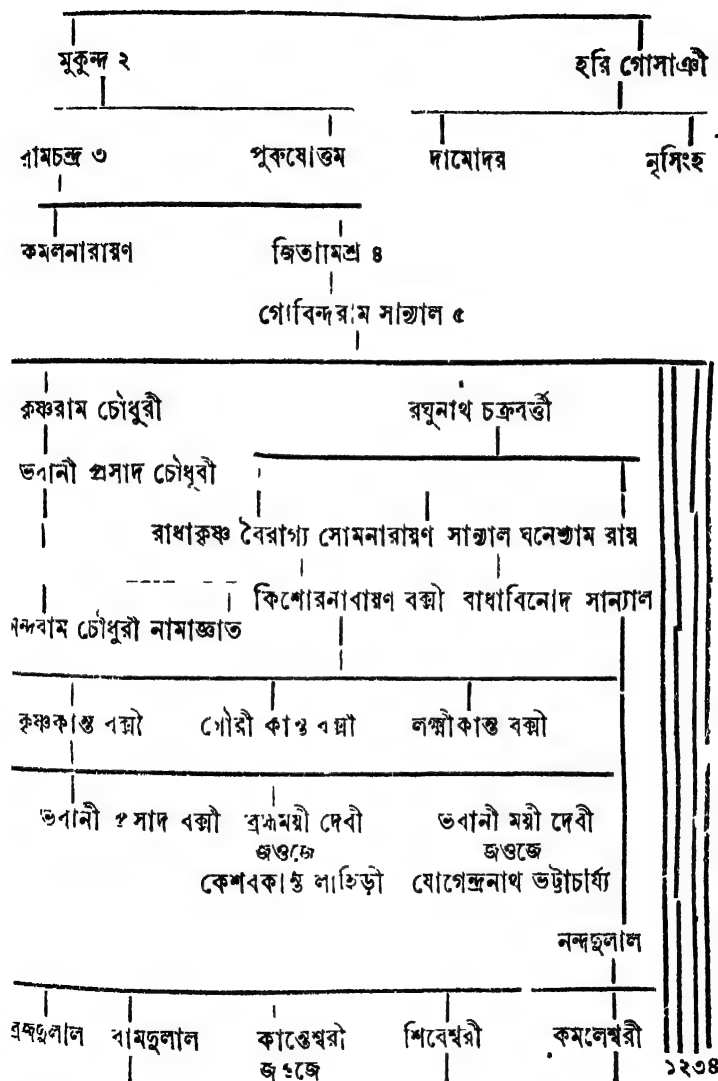 মুকুন্দ ২ হরি গোসাঞী
রামচন্দ্র ৩ পুরুষোত্তম দামোদর নৃসিংহ
কমলনারায়ণ জিতামিশ্র ৪
গোবিন্দরাম সান্যাল ৫
কৃষ্ণরাম চৌধুরী রঘুনাথ চক্রবর্ত্তী
ভবানী প্রসাদ চৌধুবী
রাধাকৃষ্ণ বৈরাগ্য সোমনারায়ণ সান্যাল ঘনেশ্যাম রায়
কিশোরনাবায়ণ বক্সী বাধাবিনোদ সান্যাল
নন্দবাম চৌধুরী নামাজ্ঞাত
কৃষ্ণকান্ত বক্সী গৌরী কান্ত বক্সী লক্ষ্মীকান্ত বক্সী
ভবানী প্রসাদ বক্সী ব্রহ্মময়ী দেবী ভবানী ময়ী দেবী
জওজে জওজে
কেশবকান্ত লাহিড়ী যোগেন্দ্রনাথ ভট্টাচার্য্য
নন্দদুলাল
ব্রজদুলাল বামদুলাল কান্তেশ্বরী শিবেশ্বরী কমলেশ্বরী
জওজে ১২৩৪